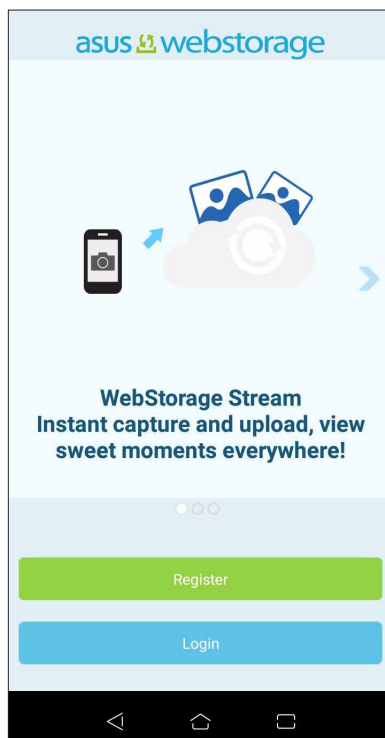 asus webstorage
WebStorage Stream
Instant capture and upload, view
sweet moments everywhere!
Register
Login